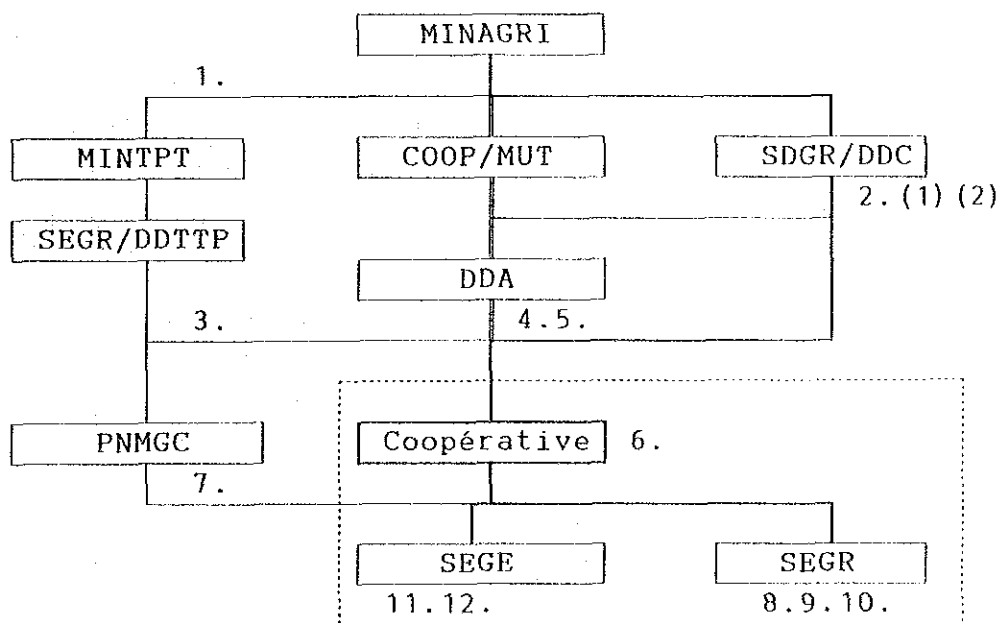 MINAGRI
1.
MINTPT COOP/MUT SDGR/DDC
2.(1)(2)
SEGR/DDTTP
DDA
3. 4.5.
PNMGC Coopérative 6.
7.
SEGE SEGR
11.12. 8.9.10.